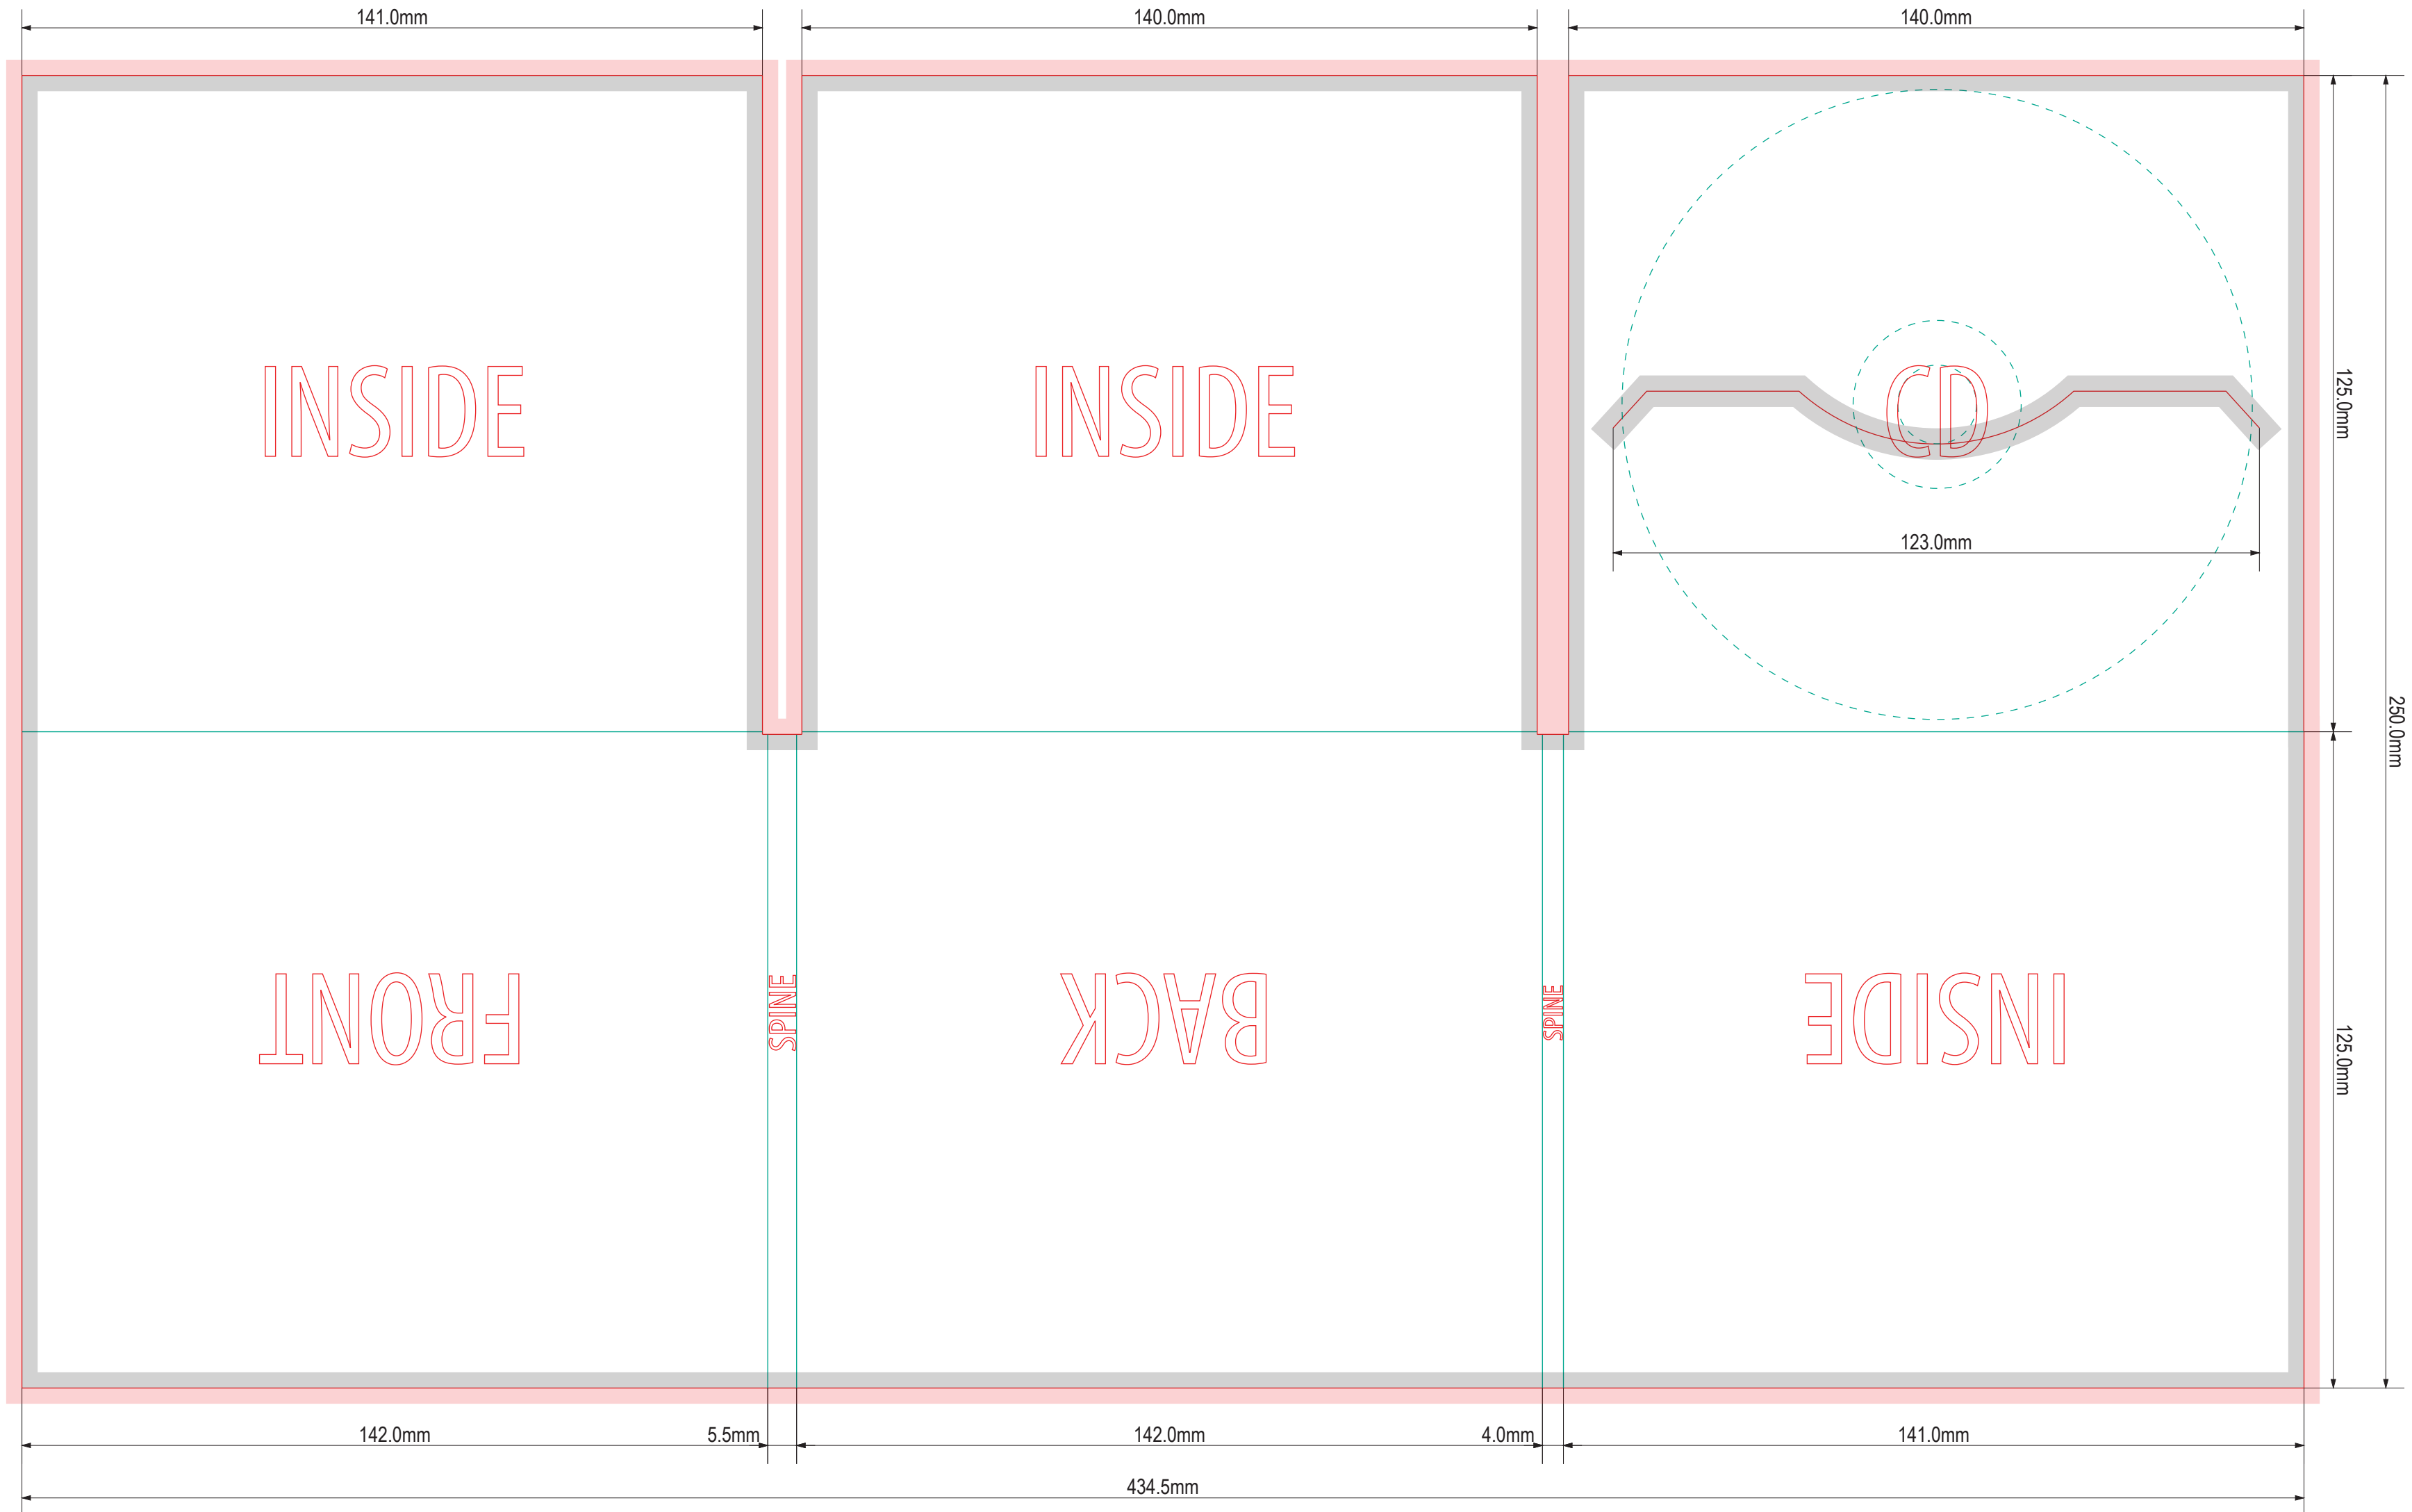 141.0mm 140.0mm 140.0mm
INSIDE INSIDE CD
125.0mm
123.0mm
250.0mm
FRONT SPINE BACK SPINE INSIDE
125.0mm
142.0mm 5.5mm 142.0mm 4.0mm 141.0mm
434.5mm